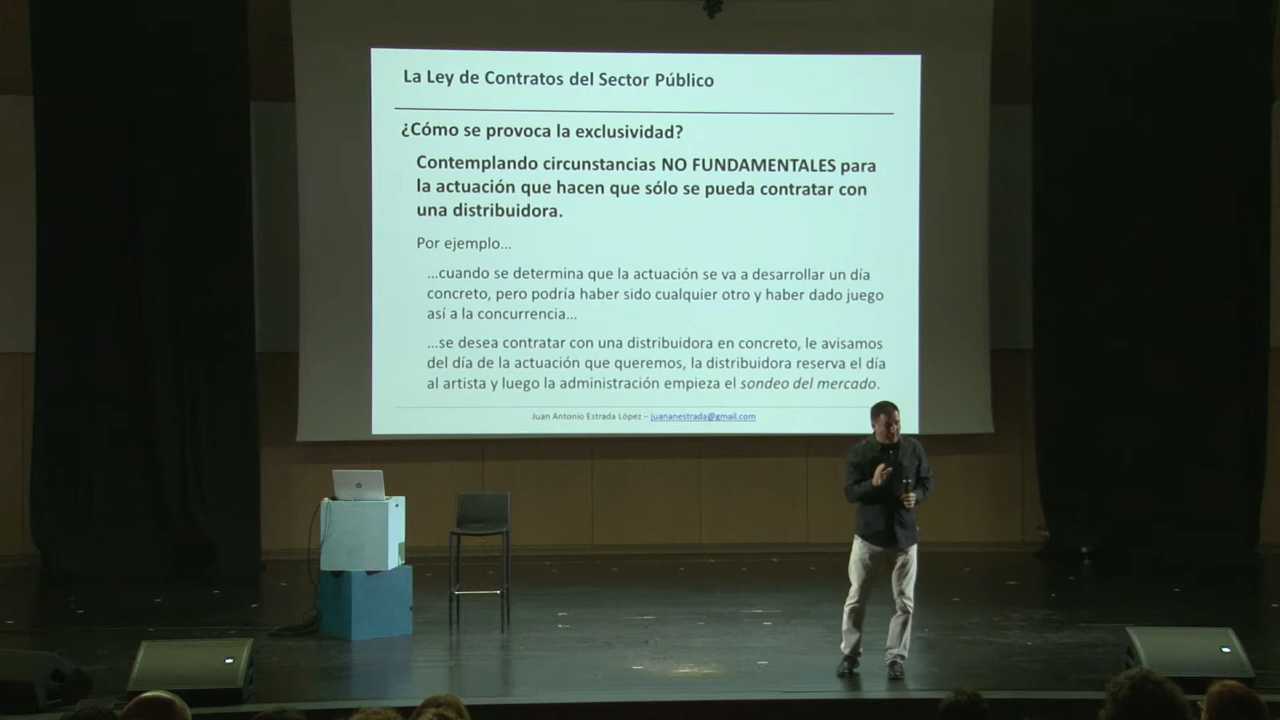 La Ley de Contratos del Sector Público
¿Cómo se provoca la exclusividad?
Contemplando circunstancias NO FUNDAMENTALES para
la actuación que hacen que sólo se pueda contratar con
una distribuidora.
Por ejemplo...
...cuando se determina que la actuación se va a desarrollar un día
concreto, pero podría haber sido cualquier otro y haber dado juego
así a la concurrencia...
...se desea contratar con una distribuidora en concreto, le avisamos
del día de la actuación que queremos, la distribuidora reserva el día
al artista y luego la administración empieza el sondeo del mercado.
Juan Antonio Estrada López – juananestrada@gmail.com